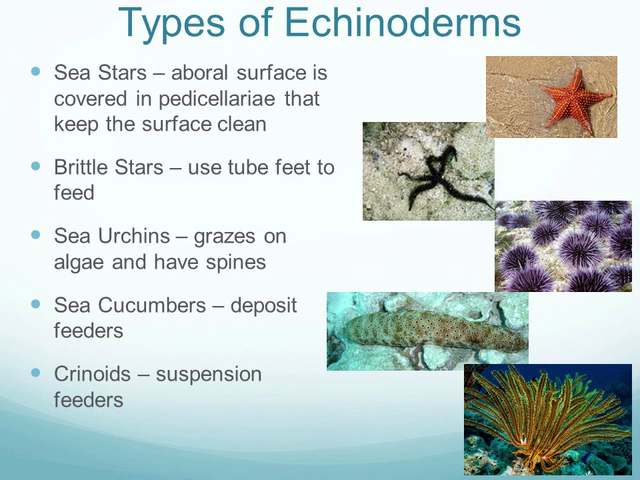 Types of Echinoderms
• Sea Stars – aboral surface is
covered in pedicellariae that
keep the surface clean
• Brittle Stars – use tube feet to
feed
• Sea Urchins – grazes on
algae and have spines
• Sea Cucumbers – deposit
feeders
• Crinoids – suspension
feeders